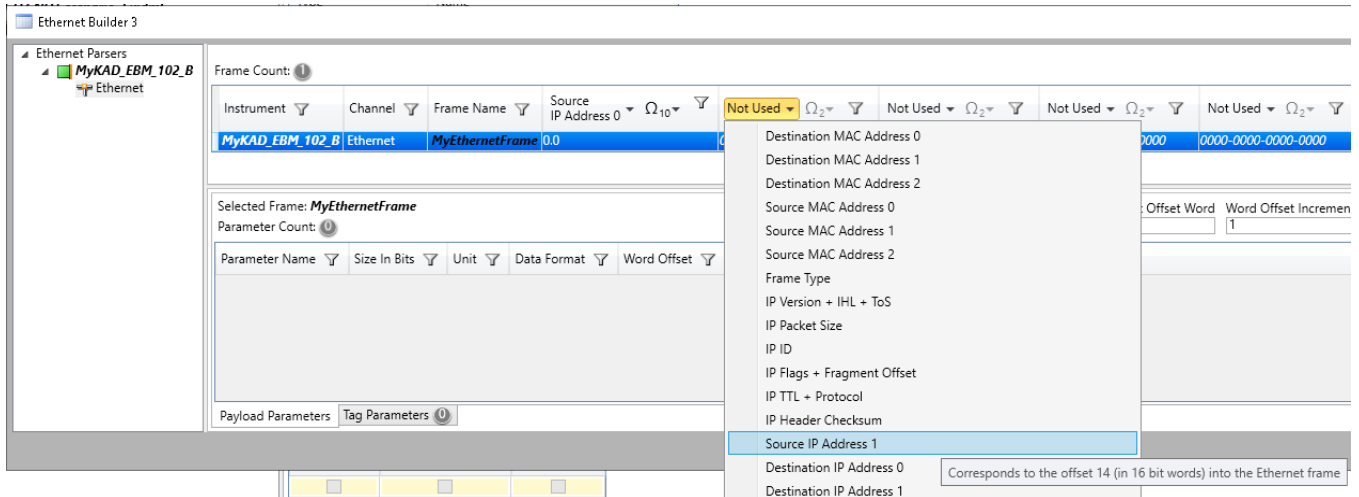 Ethernet Builder 3
Ethernet Parsers
MyKAD_EBM_102_B
Ethernet
Frame Count: 1
Instrument Channel Frame Name Source IP Address 0 Ω10 Not Used Ω2 Not Used Ω2 Not Used Ω2 Not Used Ω2
MyKAD_EBM_102_B Ethernet MyEthernetFrame 0.0 0000-0000-0000-0000
Destination MAC Address 0
Destination MAC Address 1
Destination MAC Address 2
Source MAC Address 0
Source MAC Address 1
Source MAC Address 2
Frame Type
IP Version + IHL + ToS
IP Packet Size
IP ID
IP Flags + Fragment Offset
IP TTL + Protocol
IP Header Checksum
Source IP Address 1
Destination IP Address 0
Destination IP Address 1
Corresponds to the offset 14 (in 16 bit words) into the Ethernet frame
Selected Frame: MyEthernetFrame
Offset Word Word Offset Incremen
Parameter Count: 0
1
Parameter Name Size In Bits Unit Data Format Word Offset
Payload Parameters Tag Parameters 0